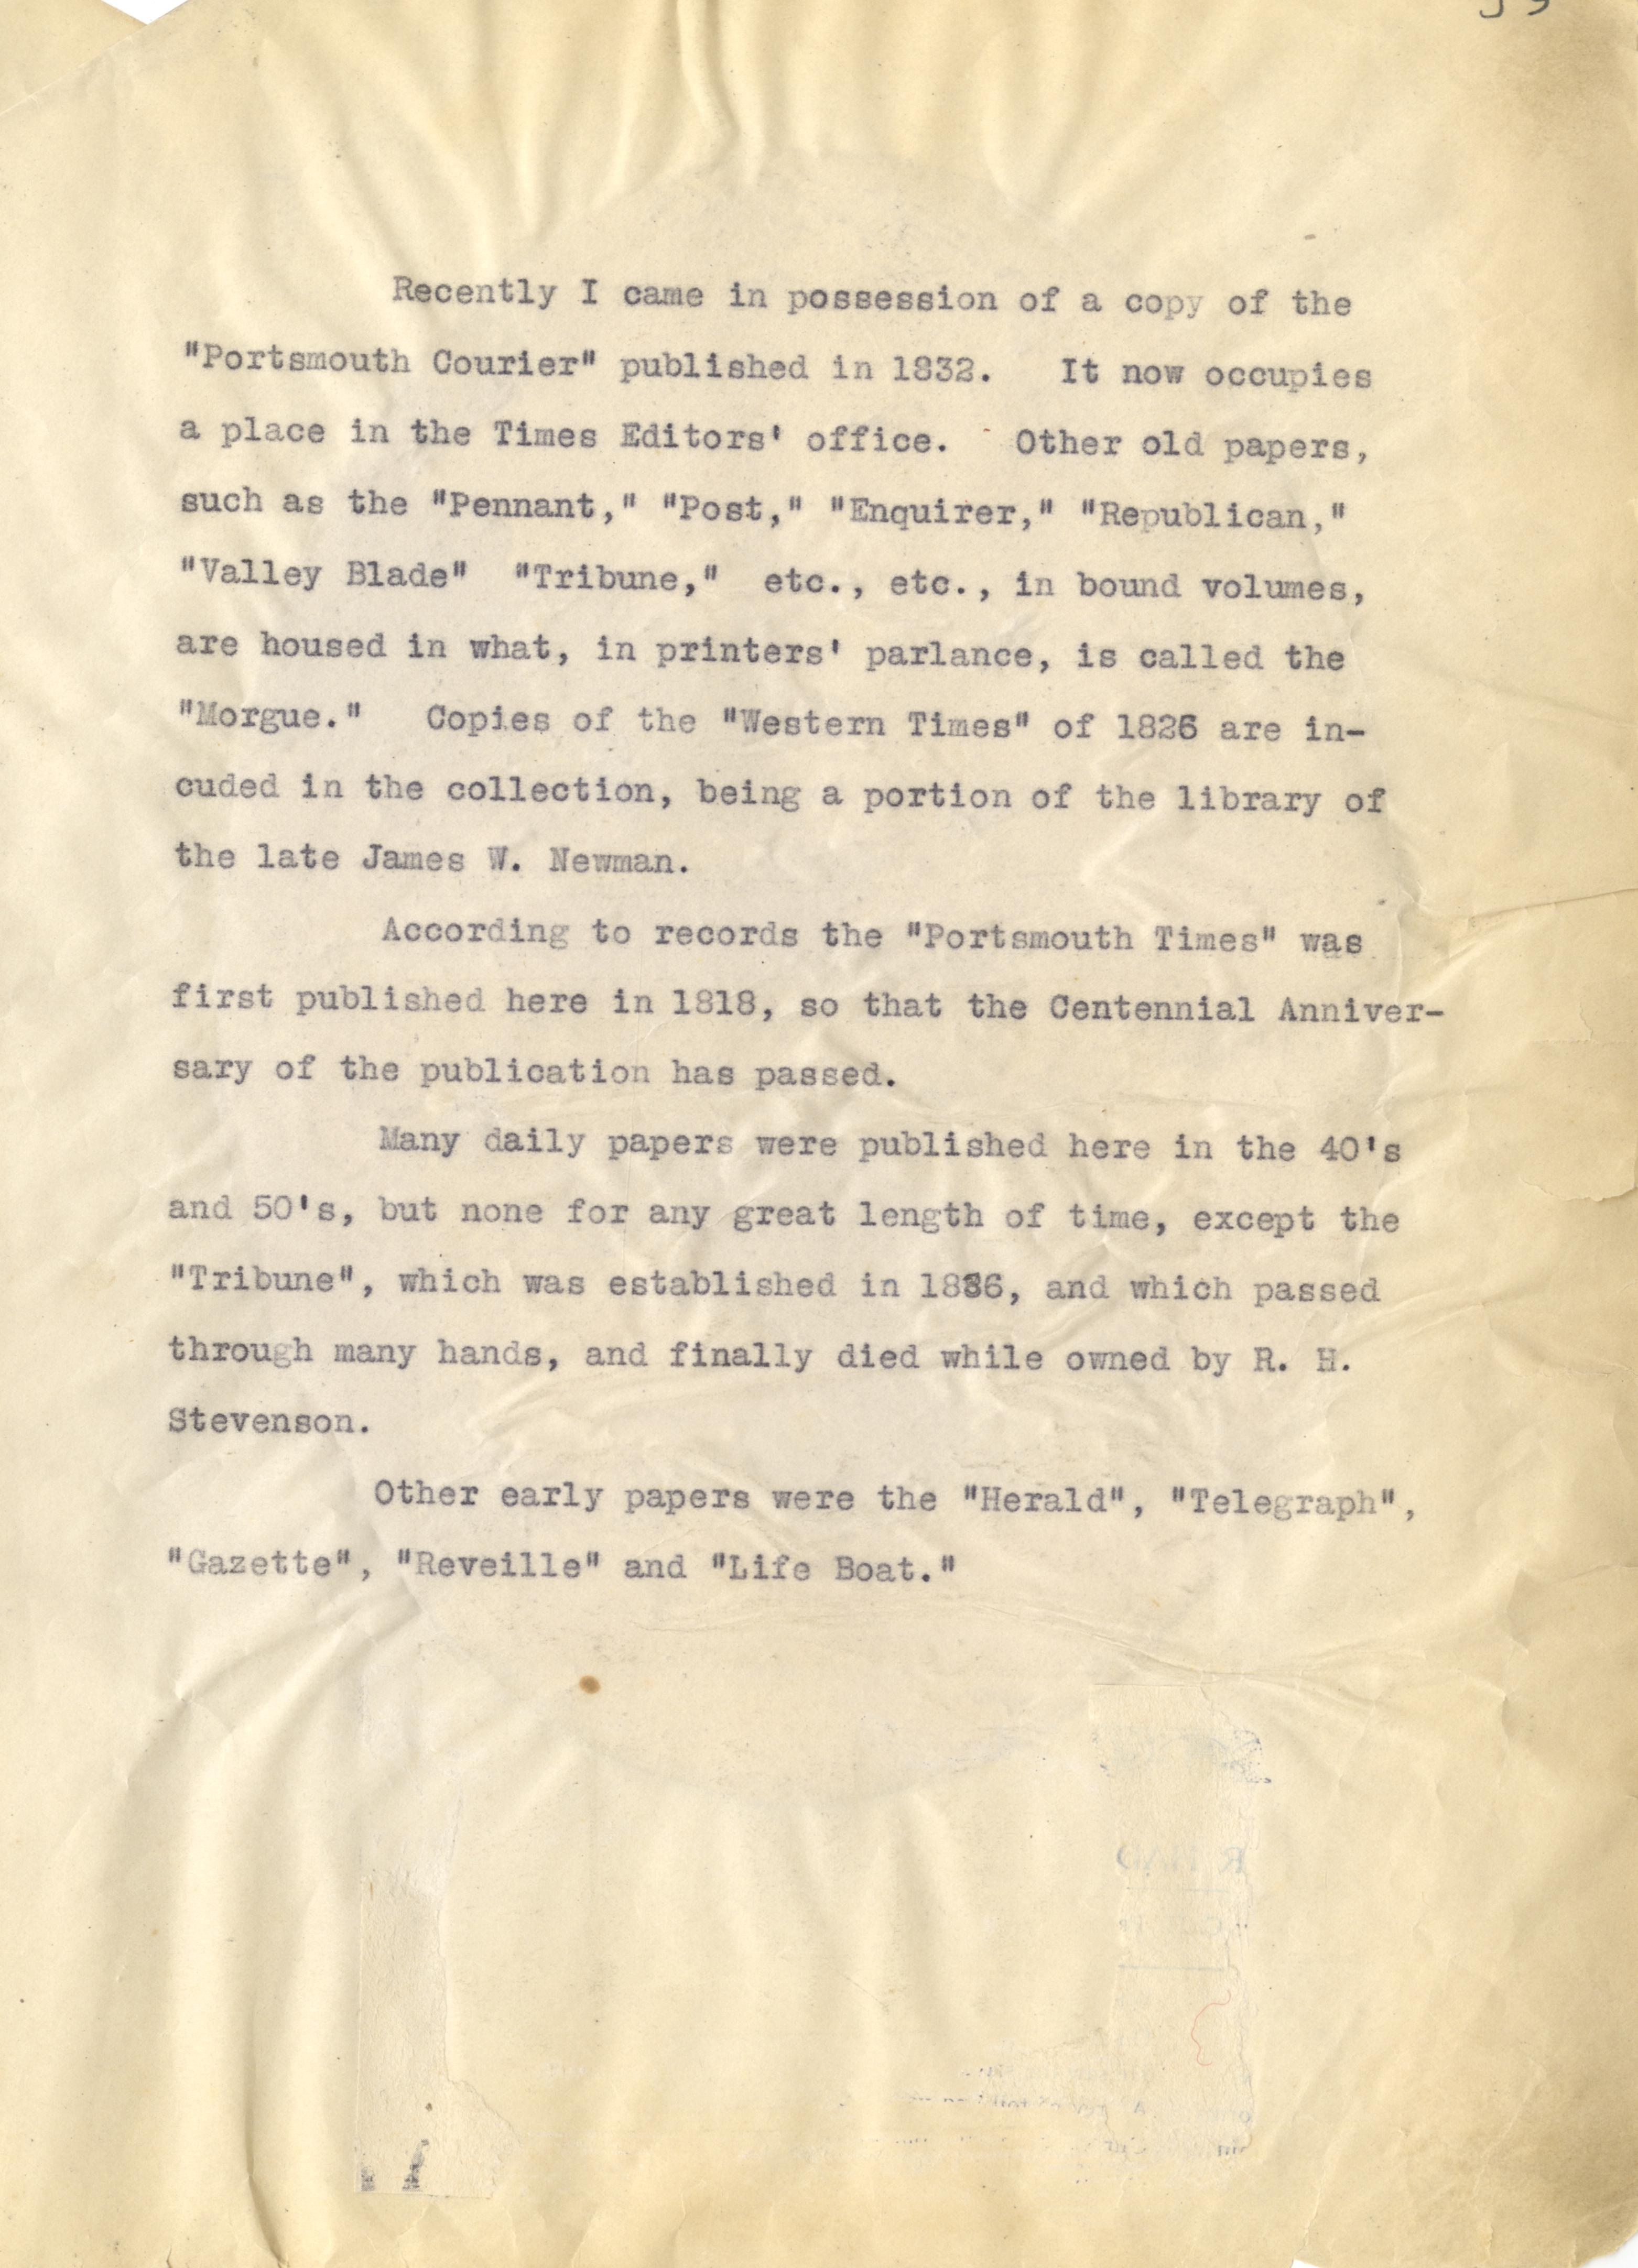 Recently I came in possession of a copy of the
"Portsmouth Courier" published in 1832.   It now occupies
a place in the Times Editors' office.   Other old papers,
such as the "Pennant," "Post," "Enquirer," "Republican,"
"Valley Blade"  "Tribune,"  etc., etc., in bound volumes,
are housed in what, in printers' parlance, is called the
"Morgue."   Copies of the "Western Times" of 1826 are in-
cuded in the collection, being a portion of the library of
the late James W. Newman.
According to records the "Portsmouth Times" was
first published here in 1818, so that the Centennial Anniver-
sary of the publication has passed.
Many daily papers were published here in the 40's
and 50's, but none for any great length of time, except the
"Tribune", which was established in 1836, and which passed
through many hands, and finally died while owned by R. H.
Stevenson.
Other early papers were the "Herald", "Telegraph",
"Gazette", "Reveille" and "Life Boat."